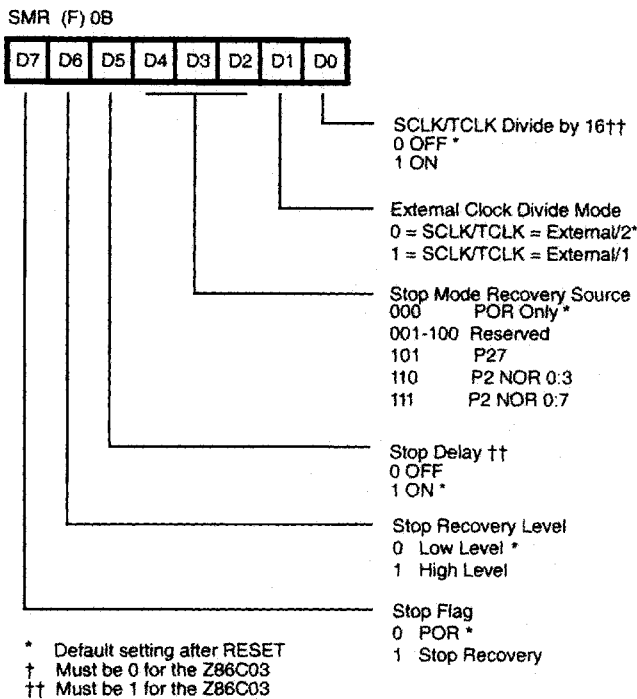 SMR (F) 0B
D7 D6 D5 D4 D3 D2 D1 D0
SCLK/TCLK Divide by 16††
0 OFF *
1 ON
External Clock Divide Mode
0 = SCLK/TCLK = External/2*
1 = SCLK/TCLK = External/1
Stop Mode Recovery Source
000 POR Only *
001-100 Reserved
101 P27
110 P2 NOR 0:3
111 P2 NOR 0:7
Stop Delay ††
0 OFF
1 ON *
Stop Recovery Level
0 Low Level *
1 High Level
Stop Flag
0 POR *
1 Stop Recovery
* Default setting after RESET
† Must be 0 for the Z86C03
†† Must be 1 for the Z86C03